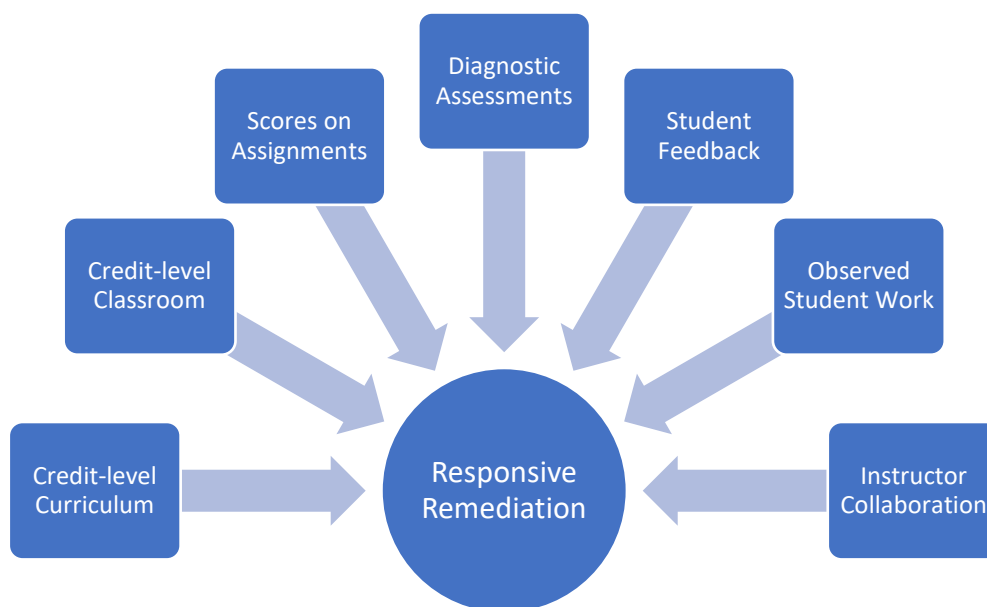 Diagnostic
Assessments
Scores on
Assignments
Student
Feedback
Credit-level
Classroom
Observed
Student Work
Credit-level
Curriculum
Responsive
Remediation
Instructor
Collaboration